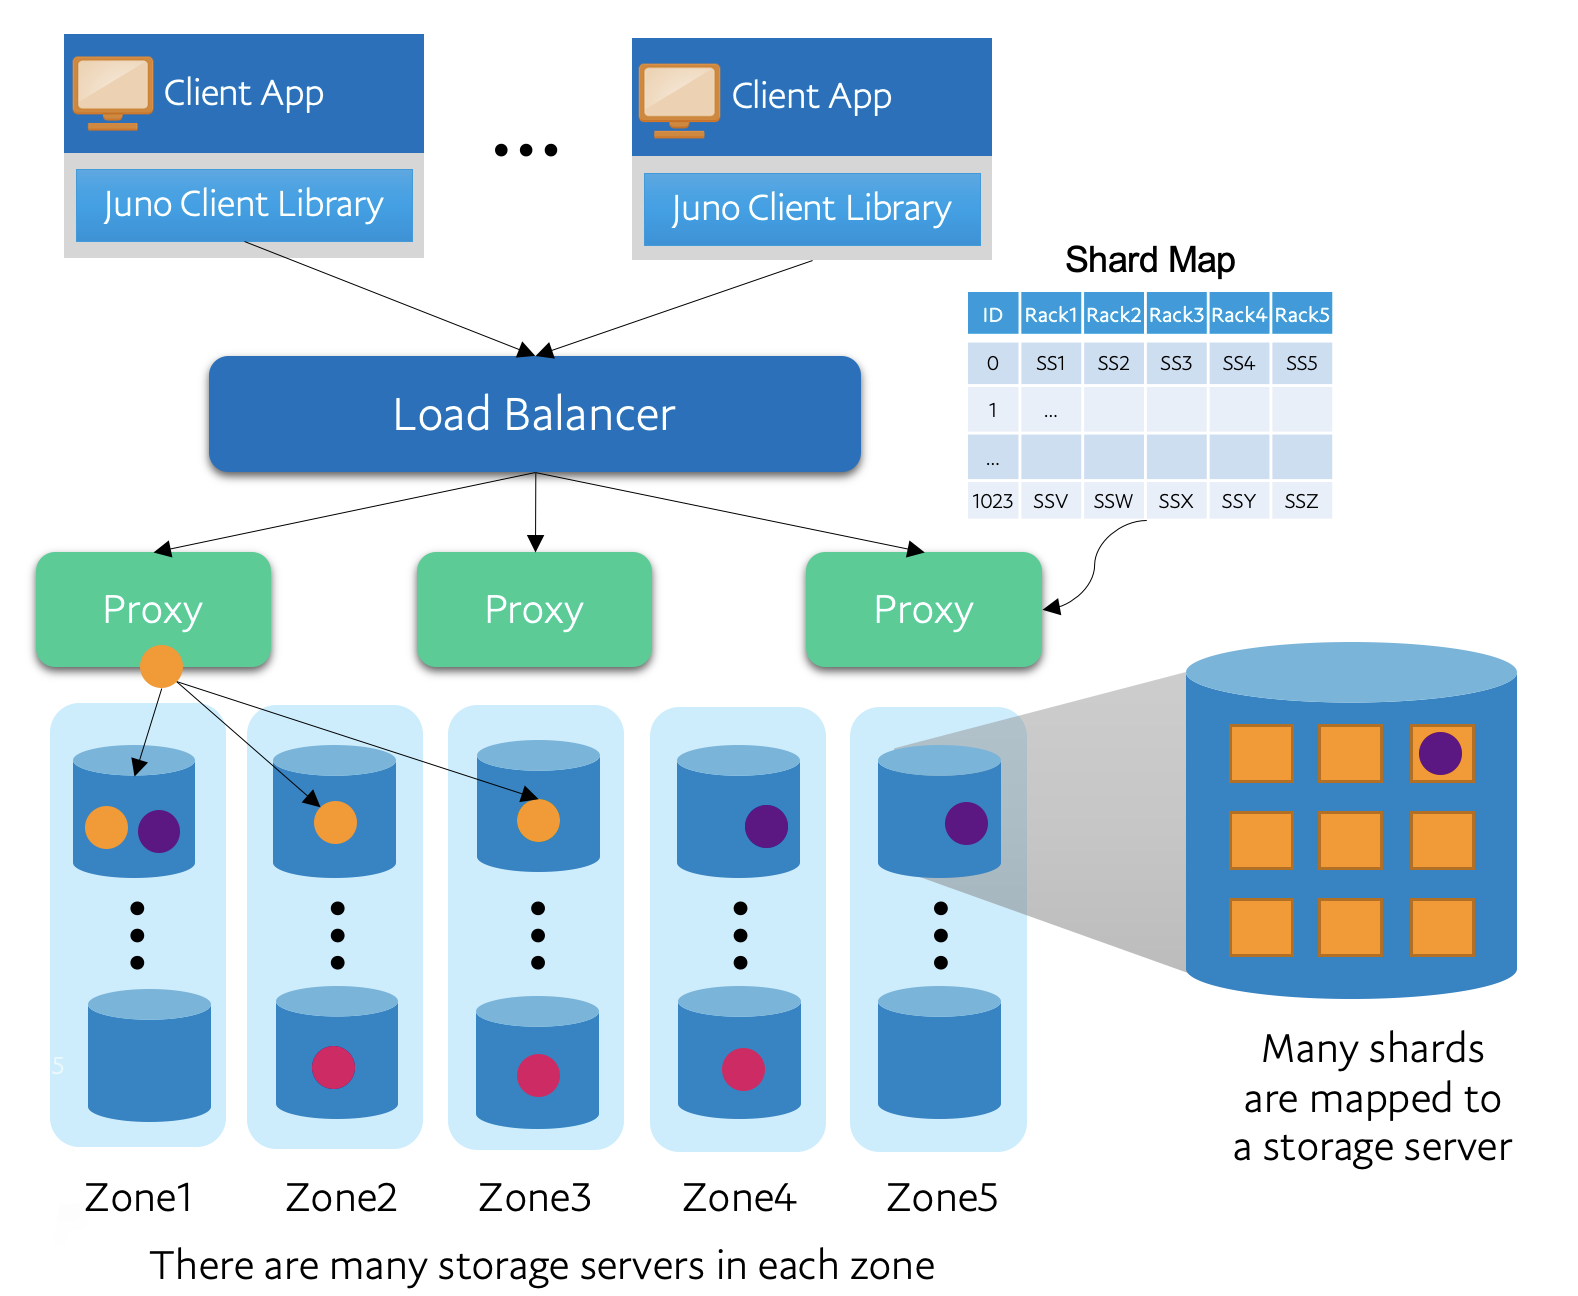 Client App
Juno Client Library
...
Client App
Juno Client Library
Shard Map
ID Rack1 Rack2 Rack3 Rack4 Rack5
0 SS1 SS2 SS3 SS4 SS5
1 ...
...
1023 SSV SSW SSX SSY SSZ
Load Balancer
Proxy Proxy Proxy
5
Many shards
are mapped to
a storage server
Zone1 Zone2 Zone3 Zone4 Zone5
There are many storage servers in each zone